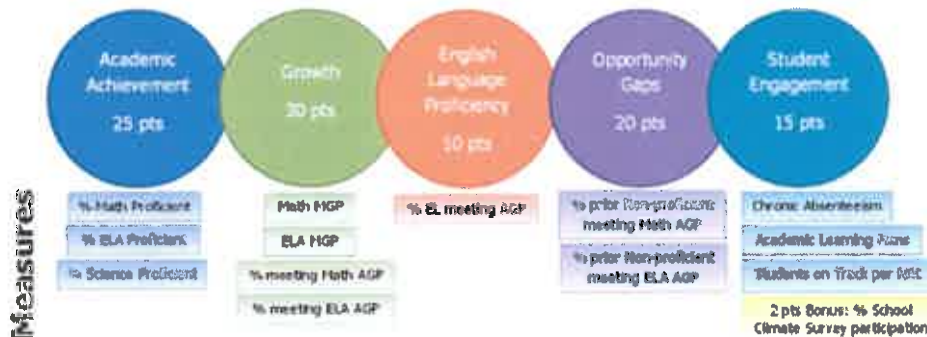 Academic
Achievement
25 pts
Growth
30 pts
English
Language
Proficiency
10 pts
Opportunity
Gaps
20 pts
Student
Engagement
15 pts
Measures
% Math Proficient
% ELA Proficient
% Science Proficient
Math MGP
ELA MGP
% meeting Math AGP
% meeting ELA AGP
% EL meeting AGP
% prior Non-proficient
meeting Math AGP
% prior Non-proficient
meeting ELA AGP
Chronic Absenteeism
Academic Learning Plans
Students on Track per
2 pts Bonus: % School
Climate Survey participation